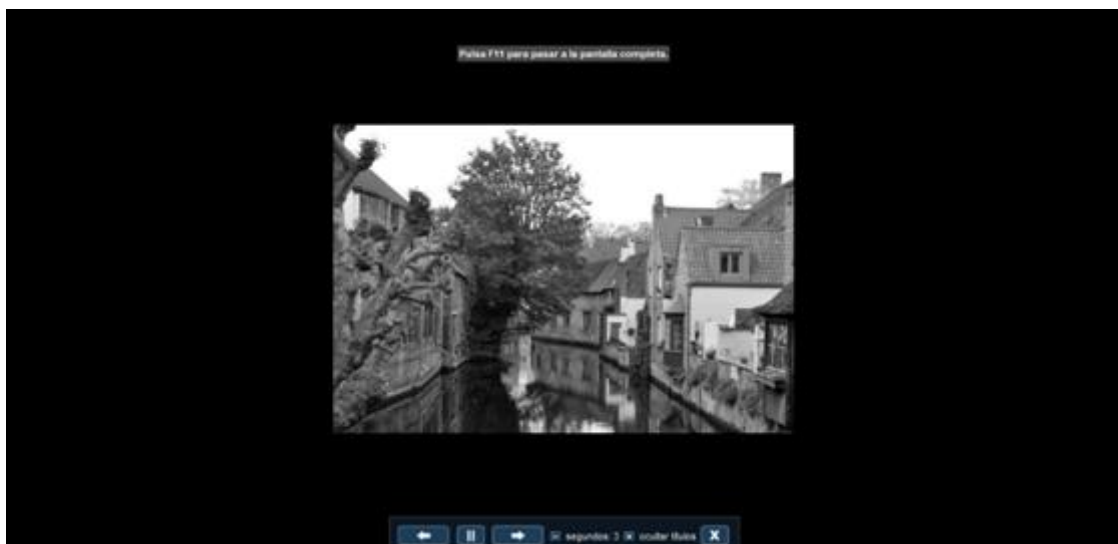 Pulsa F11 para pasar a la pantalla completa.
segundos: 3 ocultar títulos X